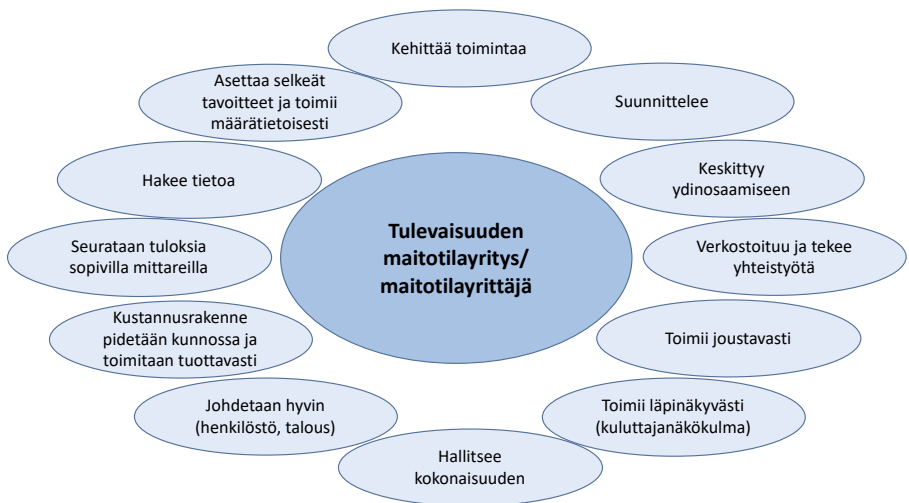 Kehittää toimintaa
Asettaa selkeät
tavoitteet ja toimii
määrätietoisesti
Suunnittelee
Hakee tietoa
Keskittyy
ydinosaamiseen
Tulevaisuuden
maitotilayritys/
maitotilayrittäjä
Seurataan tuloksia
sopivilla mittareilla
Verkostoituu ja tekee
yhteistyötä
Kustannusrakenne
pidetään kunnossa ja
toimitaan tuottavasti
Toimii joustavasti
Johdetaan hyvin
(henkilöstö, talous)
Toimii läpinäkyvästi
(kuluttajanäkökulma)
Hallitsee
kokonaisuuden